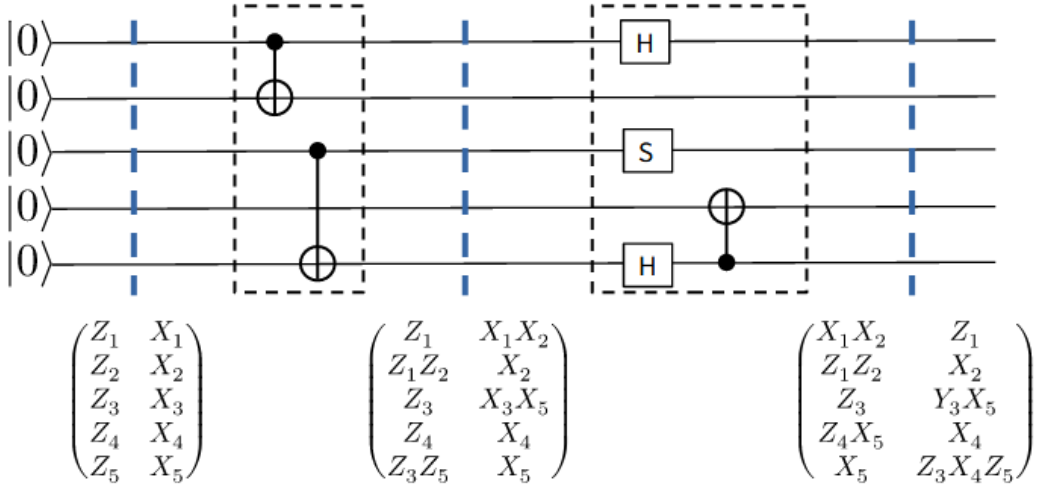 |0⟩
|0⟩ H
|0⟩ S
|0⟩
|0⟩ H
Z₁ X₁
Z₂ X₂
Z₃ X₃
Z₄ X₄
Z₅ X₅
Z₁ X₁X₂
Z₁Z₂ X₂
Z₃ X₃X₅
Z₄ X₄
Z₃Z₅ X₅
X₁X₂ Z₁
Z₁Z₂ X₂
Z₃ Y₃X₅
Z₄X₅ X₄
X₅ Z₃X₄Z₅